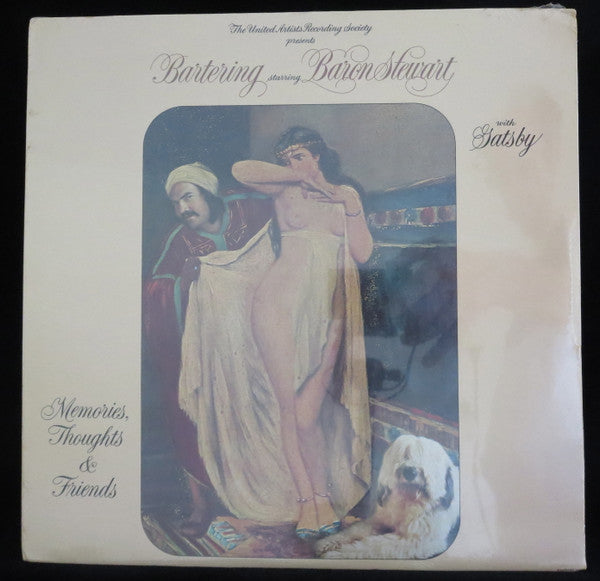 The United Artists Recording Society
presents
Bartering starring Baron Stewart
with
Gatsby
Memories,
Thoughts
&
Friends